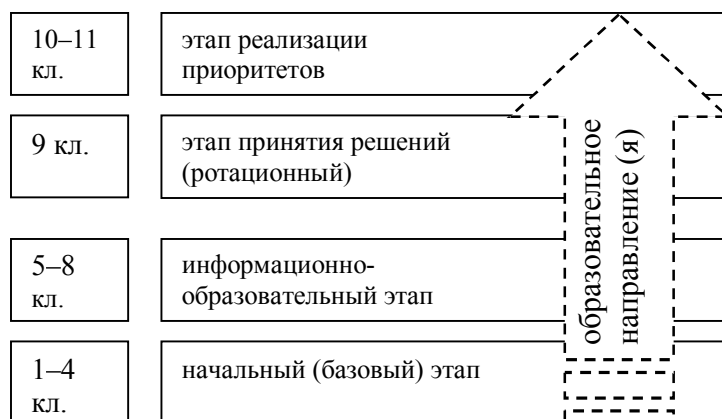 10–11
кл.
этап реализации
приоритетов
9 кл.
этап принятия решений
(ротационный)
5–8
кл.
информационно-
образовательный этап
1–4
кл.
начальный (базовый) этап
образовательное
направление (я)